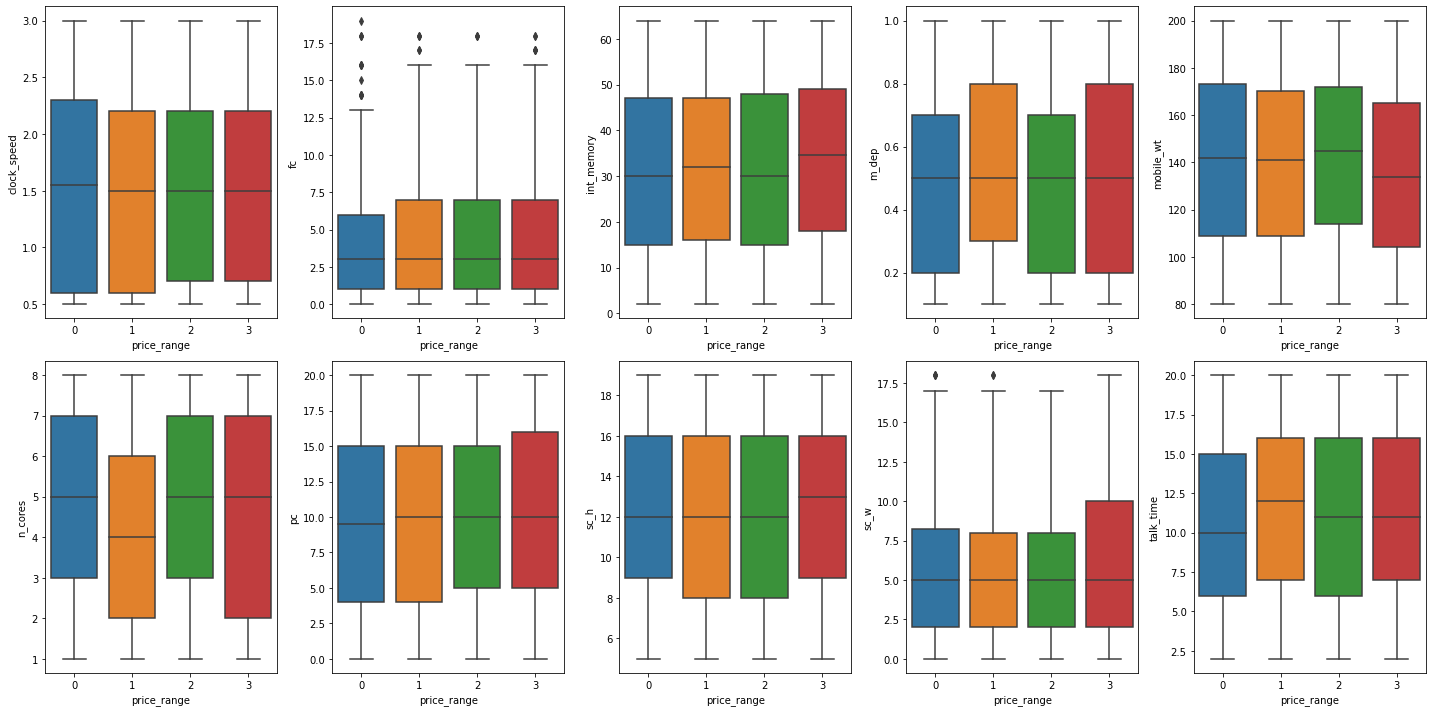 3.0
2.5
2.0
1.5
1.0
0.5
clock_speed
0 1 2 3
price_range
17.5
15.0
12.5
10.0
7.5
5.0
2.5
0.0
fc
0 1 2 3
price_range
60
50
40
30
20
10
0
int_memory
0 1 2 3
price_range
1.0
0.8
0.6
0.4
0.2
m_dep
0 1 2 3
price_range
200
180
160
140
120
100
80
mobile_wt
0 1 2 3
price_range
8
7
6
5
4
3
2
1
n_cores
0 1 2 3
price_range
20.0
17.5
15.0
12.5
10.0
7.5
5.0
2.5
0.0
pc
0 1 2 3
price_range
18
16
14
12
10
8
6
sc_h
0 1 2 3
price_range
17.5
15.0
12.5
10.0
7.5
5.0
2.5
0.0
sc_w
0 1 2 3
price_range
20.0
17.5
15.0
12.5
10.0
7.5
5.0
2.5
talk_time
0 1 2 3
price_range